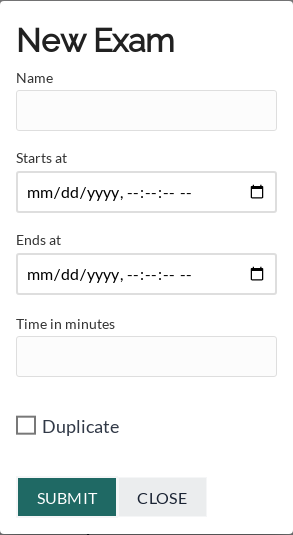 New Exam
Name
Starts at
mm/dd/yyyy, --:--:-- --
Ends at
mm/dd/yyyy, --:--:-- --
Time in minutes
Duplicate
SUBMIT CLOSE